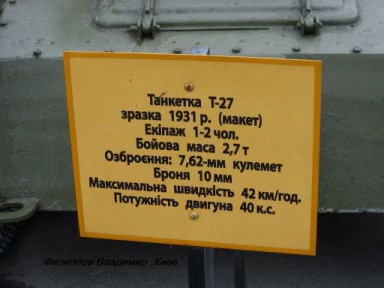 Танкетка Т-27
зразка 1931 р. (макет)
Екіпаж 1-2 чол.
Бойова маса 2,7 т
Озброєння: 7,62-мм кулемет
Броня 10 мм
Максимальна швидкість 42 км/год.
Потужність двигуна 40 к.с.
Филиппов Владимир Киев